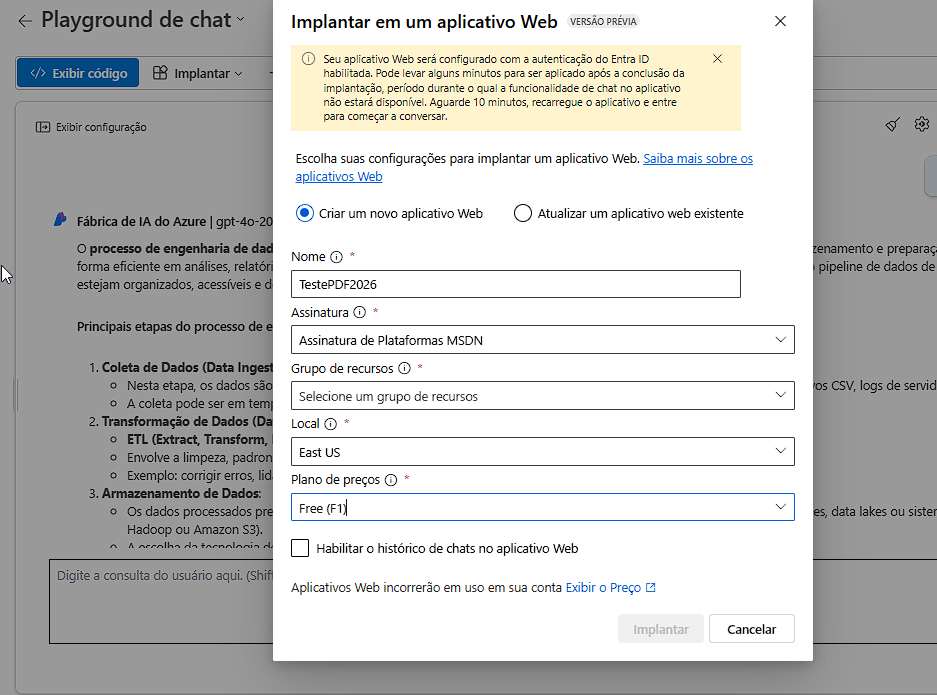 Playground de chat
Exibir código
Implantar
Exibir configuração
Fábrica de IA do Azure | gpt-4o-20
O processo de engenharia de dad
zenamento e preparaç
forma eficiente em análises, relatóri
pipeline de dados de
estejam organizados, acessíveis e d
Principais etapas do processo de e
1. Coleta de Dados (Data Ingest
Nesta etapa, os dados são
os CSV, logs de servid
A coleta pode ser em temp
2. Transformação de Dados (Da
ETL (Extract, Transform,
Envolve a limpeza, padron
Exemplo: corrigir erros, lid
3. Armazenamento de Dados:
Os dados processados pre
es, data lakes ou sistem
Hadoop ou Amazon S3).
A escolha da tecnologia de
Digite a consulta do usuário aqui. (Shift
Implantar em um aplicativo Web VERSÃO PRÉVIA
Seu aplicativo Web será configurado com a autenticação do Entra ID
habilitada. Pode levar alguns minutos para ser aplicado após a conclusão da
implantação, período durante o qual a funcionalidade de chat no aplicativo
não estará disponível. Aguarde 10 minutos, recarregue o aplicativo e entre
para começar a conversar.
Escolha suas configurações para implantar um aplicativo Web. Saiba mais sobre os
aplicativos Web
Criar um novo aplicativo Web
Atualizar um aplicativo web existente
Nome *
TestePDF2026
Assinatura *
Assinatura de Plataformas MSDN
Grupo de recursos *
Selecione um grupo de recursos
Local *
East US
Plano de preços *
Free (F1)
Habilitar o histórico de chats no aplicativo Web
Aplicativos Web incorrerão em uso em sua conta Exibir o Preço
Implantar
Cancelar